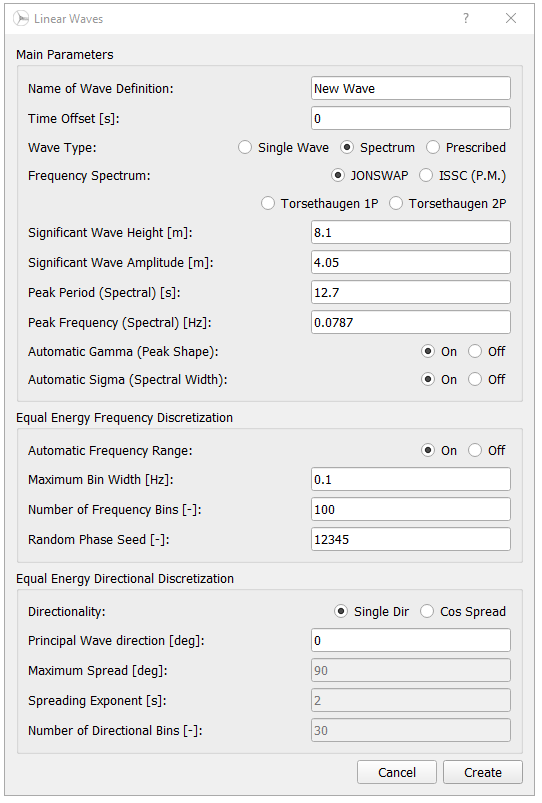 Linear Waves ?
Main Parameters
Name of Wave Definition: New Wave
Time Offset [s]: 0
Wave Type: Single Wave Spectrum Prescribed
Frequency Spectrum: JONSWAP ISSC (P.M.)
Torsethaugen 1P Torsethaugen 2P
Significant Wave Height [m]: 8.1
Significant Wave Amplitude [m]: 4.05
Peak Period (Spectral) [s]: 12.7
Peak Frequency (Spectral) [Hz]: 0.0787
Automatic Gamma (Peak Shape): On Off
Automatic Sigma (Spectral Width): On Off
Equal Energy Frequency Discretization
Automatic Frequency Range: On Off
Maximum Bin Width [Hz]: 0.1
Number of Frequency Bins [-]: 100
Random Phase Seed [-]: 12345
Equal Energy Directional Discretization
Directionality: Single Dir Cos Spread
Principal Wave direction [deg]: 0
Maximum Spread [deg]: 90
Spreading Exponent [s]: 2
Number of Directional Bins [-]: 30
Cancel Create